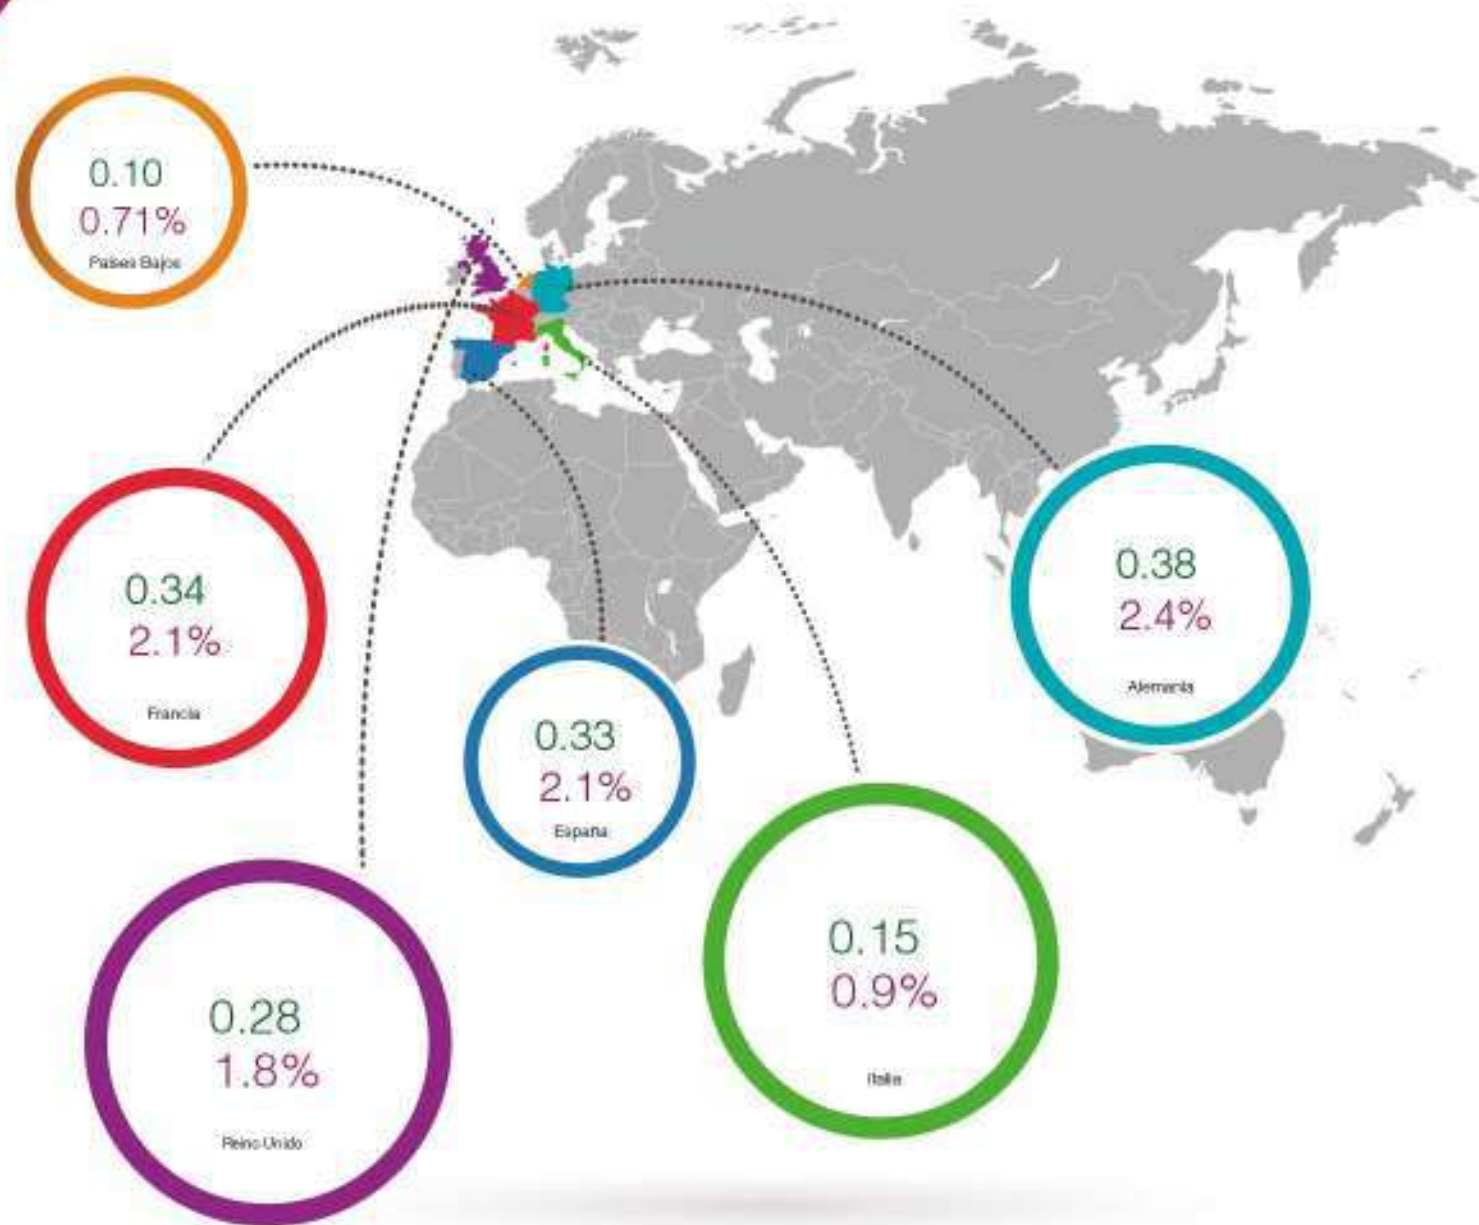 0.10
0.71%
Países Bajos
0.34
2.1%
Francia
0.38
2.4%
Alemania
0.33
2.1%
España
0.15
0.9%
Italia
0.28
1.8%
Reino Unido